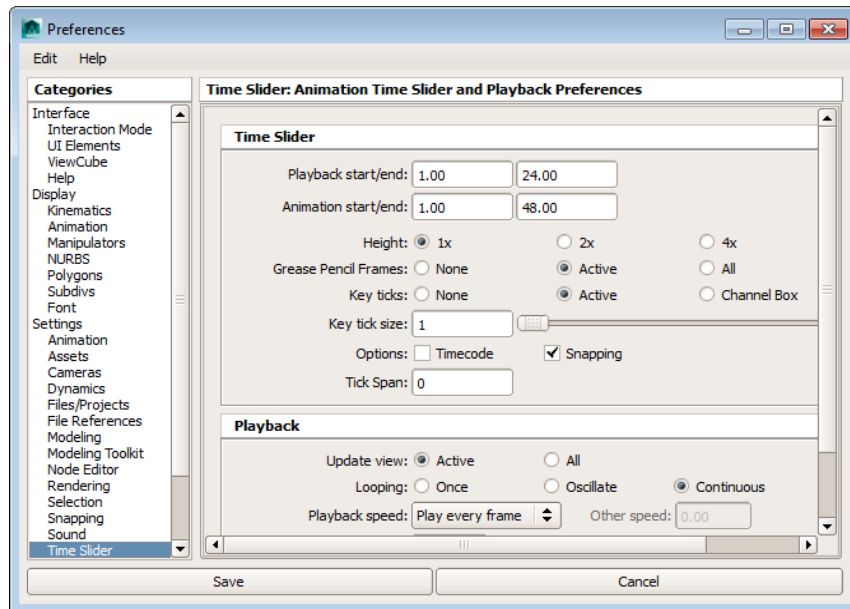 Preferences
Edit Help
Categories
Interface
Interaction Mode
UI Elements
ViewCube
Help
Display
Kinematics
Animation
Manipulators
NURBS
Polygons
Subdivs
Font
Settings
Animation
Assets
Cameras
Dynamics
Files/Projects
File References
Modeling
Modeling Toolkit
Node Editor
Rendering
Selection
Snapping
Sound
Time Slider
Time Slider: Animation Time Slider and Playback Preferences
Time Slider
Playback start/end: 1.00 24.00
Animation start/end: 1.00 48.00
Height: 1x 2x 4x
Grease Pencil Frames: None Active All
Key ticks: None Active Channel Box
Key tick size: 1
Options: Timecode Snapping
Tick Span: 0
Playback
Update view: Active All
Looping: Once Oscillate Continuous
Playback speed: Play every frame Other speed: 0.00
Save Cancel